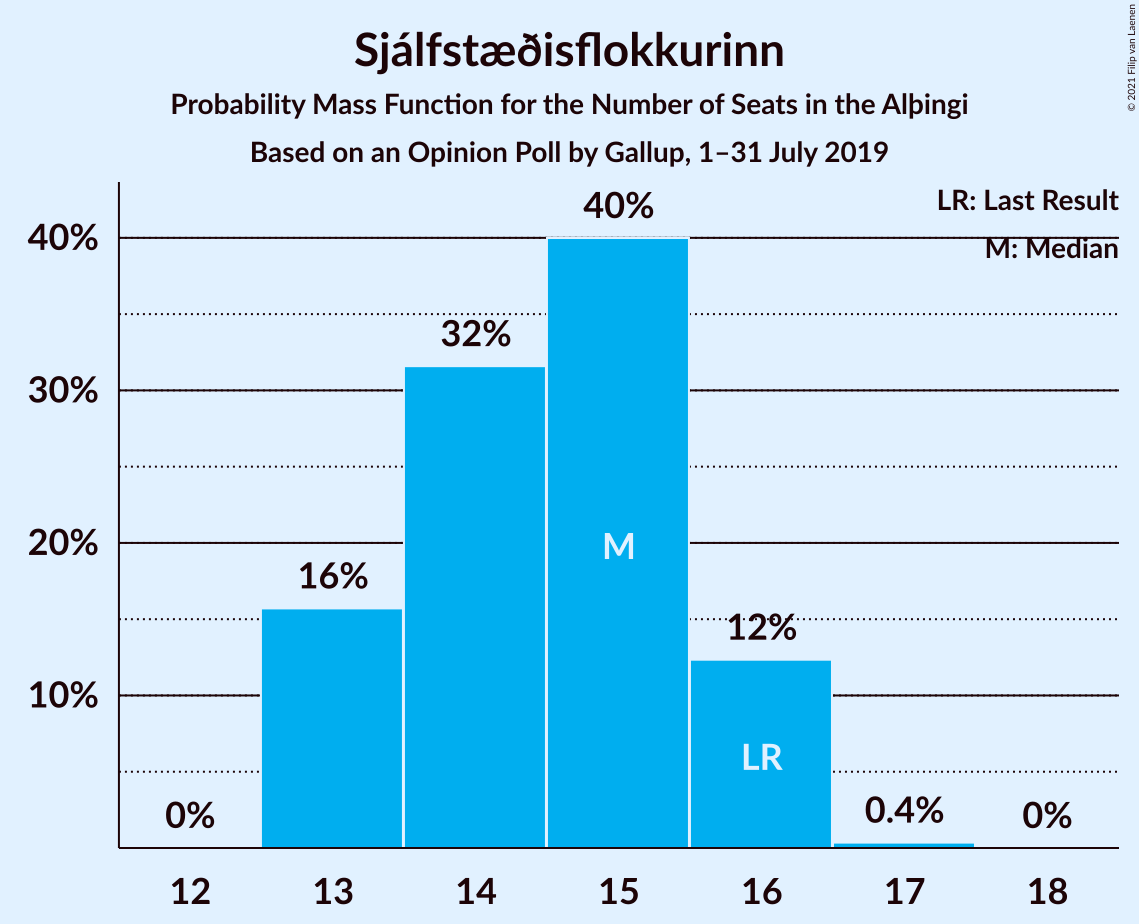 Sjálfstæðisflokkurinn
Probability Mass Function for the Number of Seats in the Alþingi
Based on an Opinion Poll by Gallup, 1–31 July 2019
© 2021 Filip van Laenen
LR: Last Result
M: Median
40%
30%
20%
10%
0%
16%
32%
40%
12%
0.4%
0%
M
LR
12
13
14
15
16
17
18